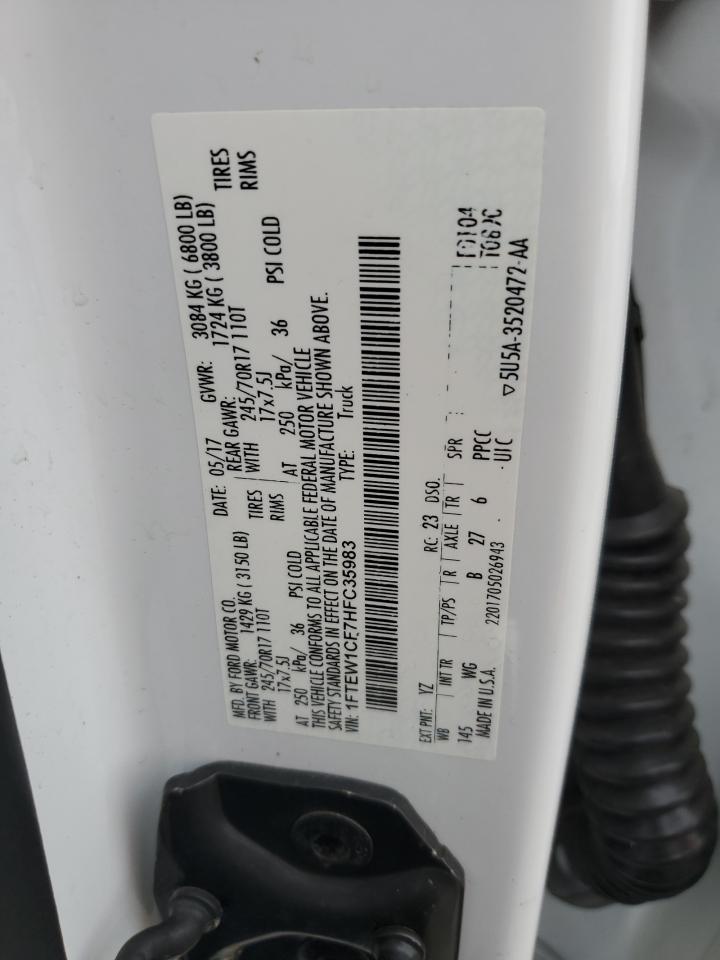 MFD. BY FORD MOTOR CO.
DATE: 05/17 GVWR: 3084 KG ( 6800 LB)
FRONT GAWR: 1429 KG ( 3150 LB) REAR GAWR: 1724 KG ( 3800 LB)
WITH 245/70R17 110T TIRES WITH 245/70R17 110T TIRES
17x7.5J RIMS 17x7.5J RIMS
AT 250 kPa/ 36 PSI COLD AT 250 kPa/ 36 PSI COLD
THIS VEHICLE CONFORMS TO ALL APPLICABLE FEDERAL MOTOR VEHICLE
SAFETY STANDARDS IN EFFECT ON THE DATE OF MANUFACTURE SHOWN ABOVE.
VIN: 1FTEW1CF7HFC35983 TYPE: Truck
EXT PNT: YZ RC: 23 DSO:
WB INT TR TP/PS R AXLE TR SPR
145 WG B 27 6 PPCC
MADE IN U.S.A. 2201705026943 UIC
5U5A-3520472-AA